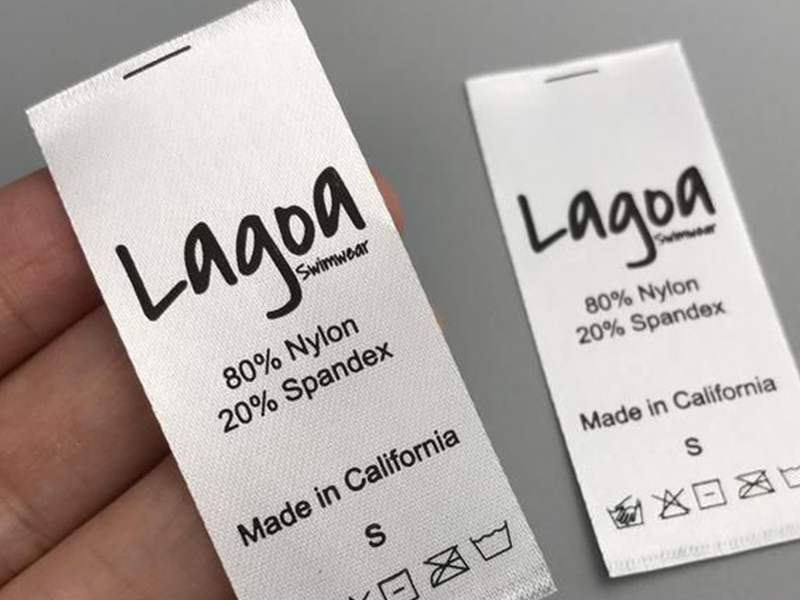 Lagoa
Swimwear
80% Nylon
20% Spandex
Made in California
S
Lagoa
Swimwear
80% Nylon
20% Spandex
Made in California
S